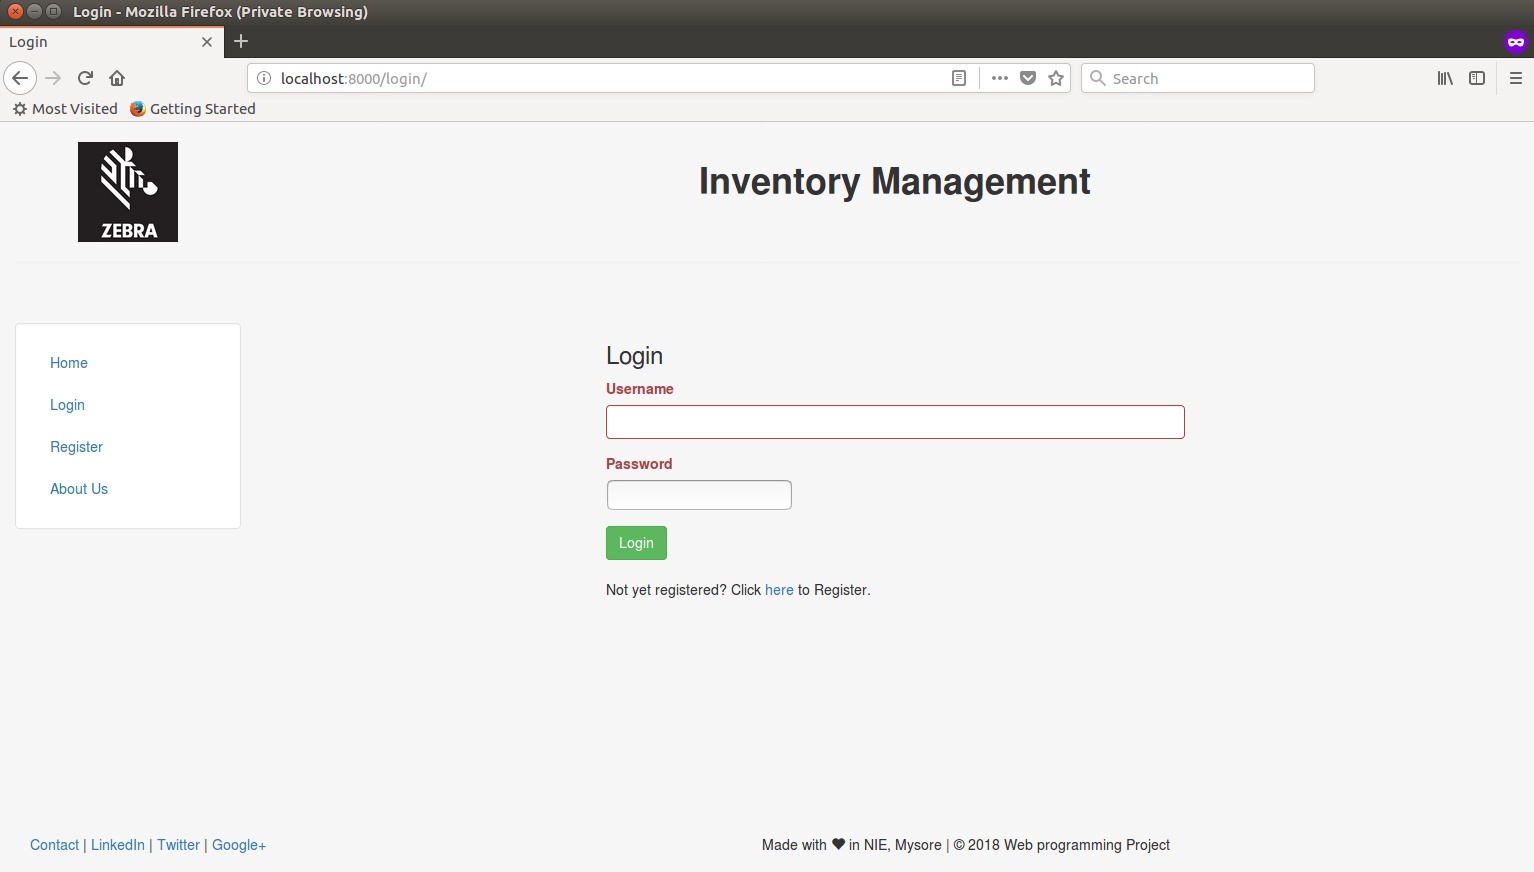 Login - Mozilla Firefox (Private Browsing)
Login
localhost:8000/login/
Search
Most Visited Getting Started
ZEBRA
Inventory Management
Home
Login
Register
About Us
Login
Username
Password
Login
Not yet registered? Click here to Register.
Contact | LinkedIn | Twitter | Google+
Made with ♥ in NIE, Mysore | © 2018 Web programming Project